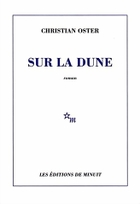 CHRISTIAN OSTER
SUR LA DUNE
roman
m
LES ÉDITIONS DE MINUIT